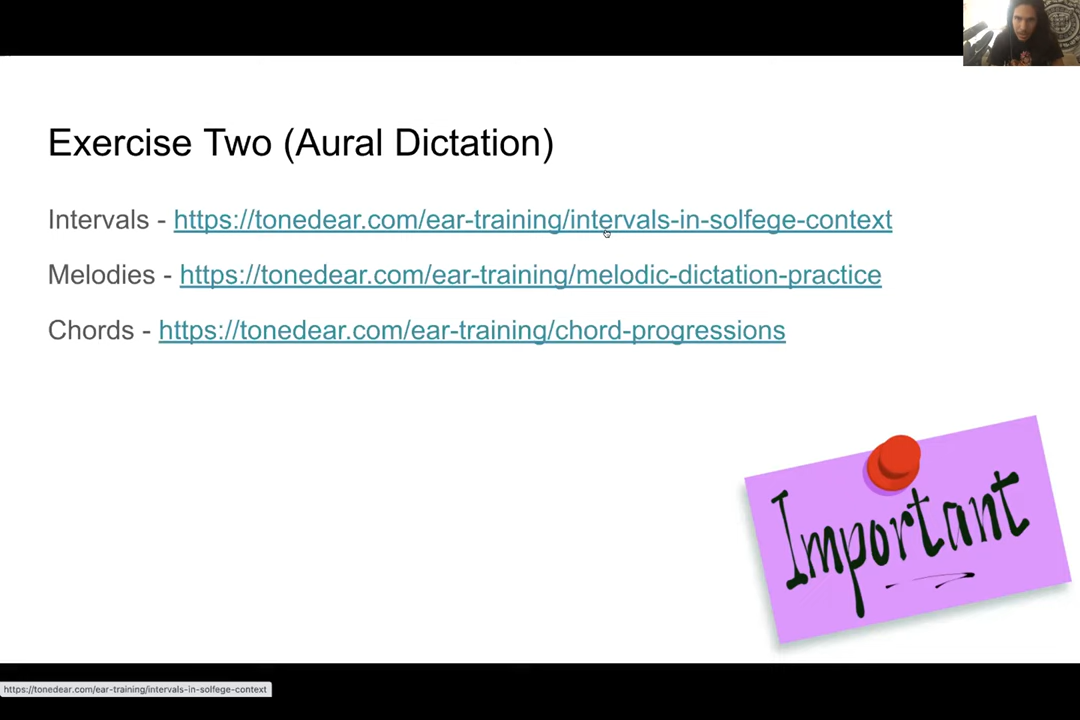 Exercise Two (Aural Dictation)
Intervals - https://tonedear.com/ear-training/intervals-in-solfege-context
Melodies - https://tonedear.com/ear-training/melodic-dictation-practice
Chords - https://tonedear.com/ear-training/chord-progressions
Important
https://tonedear.com/ear-training/intervals-in-solfege-context